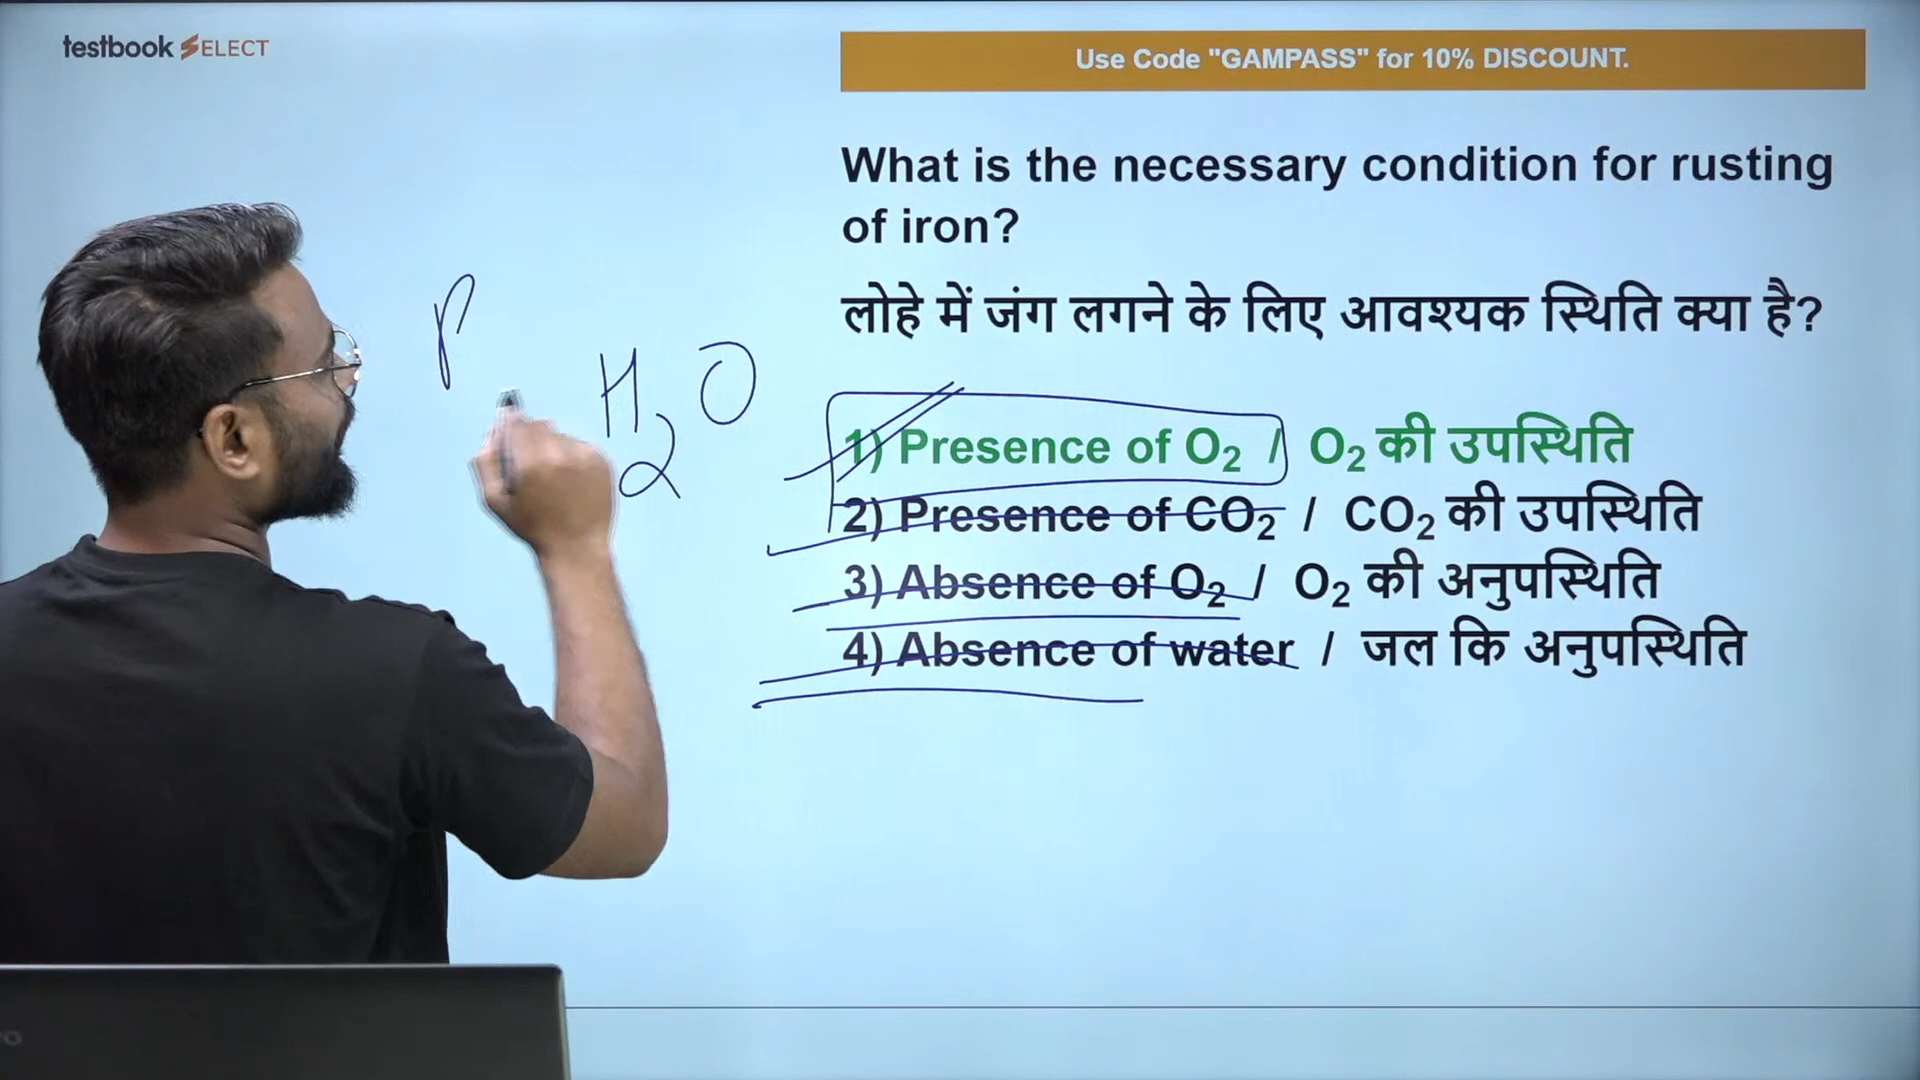 testbook SELECT
Use Code "GAMPASS" for 10% DISCOUNT.
What is the necessary condition for rusting
of iron?
लोहे में जंग लगने के लिए आवश्यक स्थिति क्या है?
H₂O
1) Presence of O₂ / O₂ की उपस्थिति
2) Presence of CO₂ / CO₂ की उपस्थिति
3) Absence of O₂ / O₂ की अनुपस्थिति
4) Absence of water / जल कि अनुपस्थिति